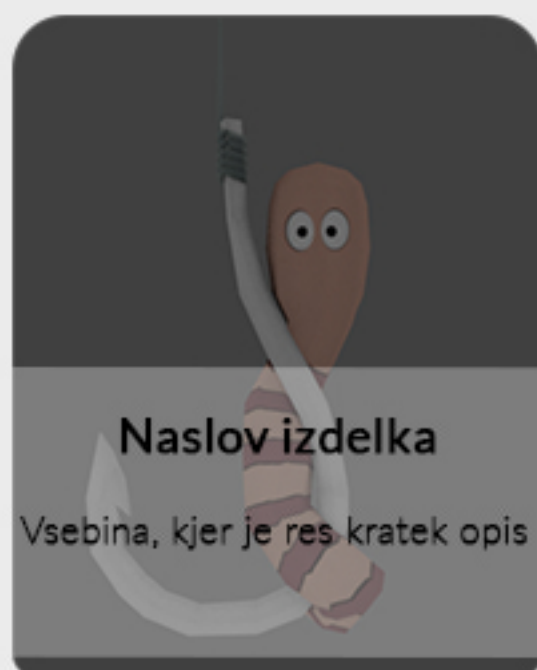 Naslov izdelka
Vsebina, kjer je res kratek opis